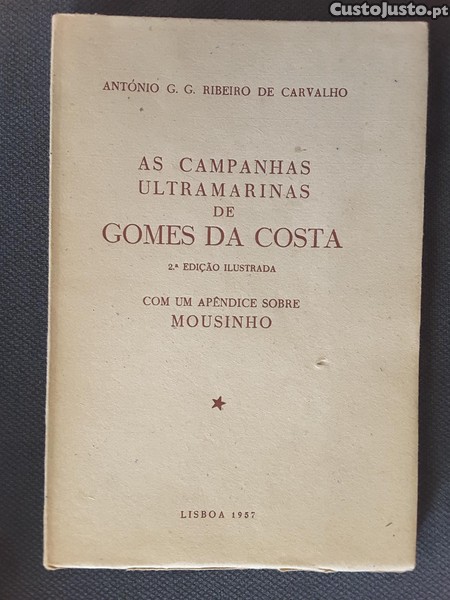 CustoJusto.pt
ANTÓNIO G. G. RIBEIRO DE CARVALHO
AS CAMPANHAS
ULTRAMARINAS
DE
GOMES DA COSTA
2.ª EDIÇÃO ILUSTRADA
COM UM APÊNDICE SOBRE
MOUSINHO
LISBOA 1957